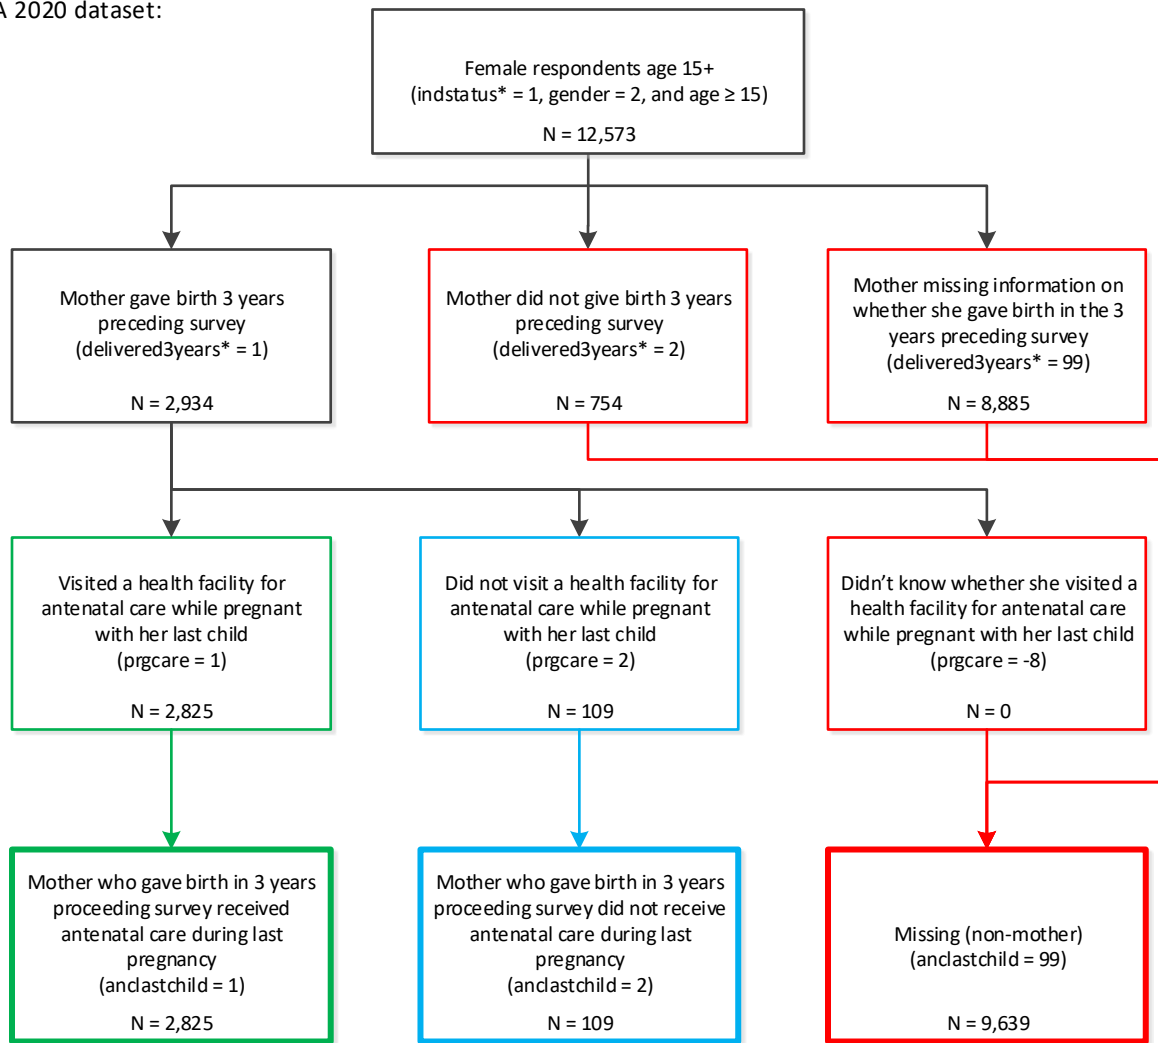 A 2020 dataset:
Female respondents age 15+
(indstatus* = 1, gender = 2, and age ≥ 15)
N = 12,573
Mother gave birth 3 years
preceding survey
(delivered3years* = 1)
N = 2,934
Mother did not give birth 3 years
preceding survey
(delivered3years* = 2)
N = 754
Mother missing information on
whether she gave birth in the 3
years preceding survey
(delivered3years* = 99)
N = 8,885
Visited a health facility for
antenatal care while pregnant
with her last child
(prgcare = 1)
N = 2,825
Did not visit a health facility for
antenatal care while pregnant
with her last child
(prgcare = 2)
N = 109
Didn’t know whether she visited a
health facility for antenatal care
while pregnant with her last child
(prgcare = -8)
N = 0
Mother who gave birth in 3 years
proceeding survey received
antenatal care during last
pregnancy
(anclastchild = 1)
N = 2,825
Mother who gave birth in 3 years
proceeding survey did not receive
antenatal care during last
pregnancy
(anclastchild = 2)
N = 109
Missing (non-mother)
(anclastchild = 99)
N = 9,639